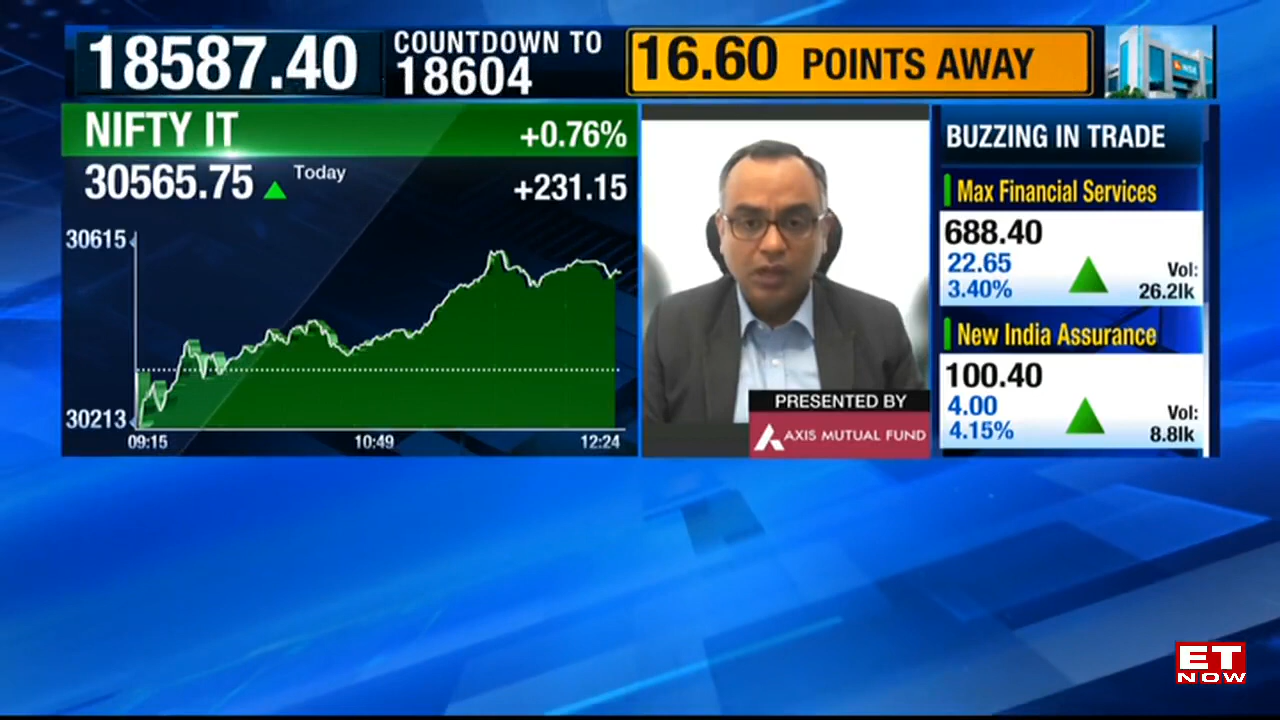 18587.40
COUNTDOWN TO
18604
16.60 POINTS AWAY
NSE
NIFTY IT +0.76%
30565.75 Today +231.15
30615
30213
09:15 10:49 12:24
PRESENTED BY
AXIS MUTUAL FUND
BUZZING IN TRADE
Max Financial Services
688.40
22.65
3.40%
Vol:
26.2lk
New India Assurance
100.40
4.00
4.15%
Vol:
8.8lk
ET
NOW